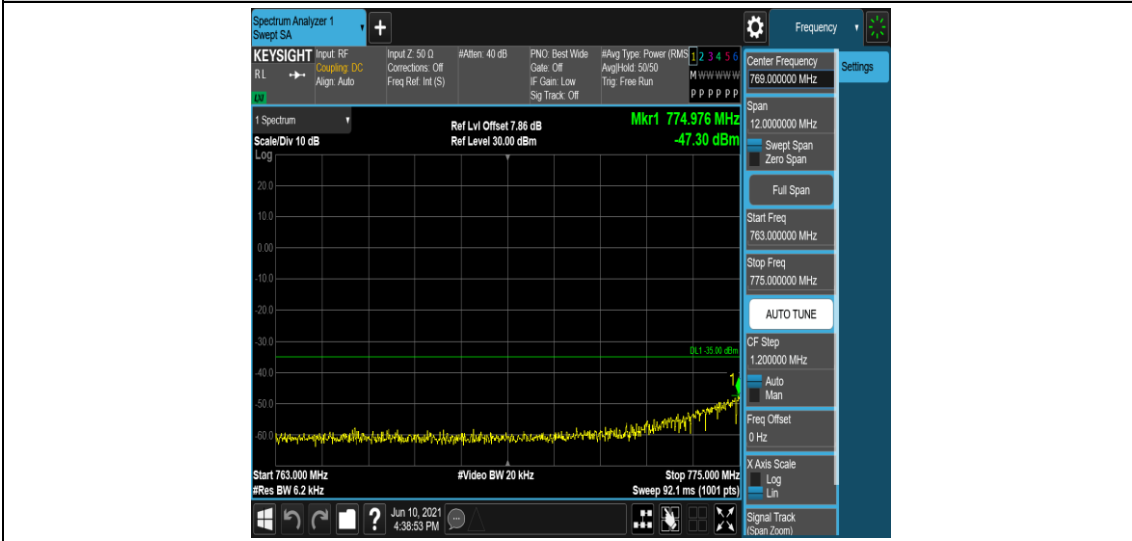 Spectrum Analyzer 1
Swept SA
+
Frequency
KEYSIGHT
RL
LXI
Input: RF
Coupling: DC
Align: Auto
Input Z: 50 Ω
Corrections: Off
Freq Ref: Int (S)
#Atten: 40 dB
PNO: Best Wide
Gate: Off
IF Gain: Low
Sig Track: Off
#Avg Type: Power (RMS
Avg|Hold: 50/50
Trig: Free Run
1 2 3 4 5 6
M W W W W W
P P P P P P
1 Spectrum
Scale/Div 10 dB
Log
Ref Lvl Offset 7.86 dB
Ref Level 30.00 dBm
Mkr1 774.976 MHz
-47.30 dBm
20.0
10.0
0.00
-10.0
-20.0
-30.0
DL1 -35.00 dBm
-40.0
1
-50.0
-60.0
Start 763.000 MHz
#Video BW 20 kHz
Stop 775.000 MHz
#Res BW 6.2 kHz
Sweep 92.1 ms (1001 pts)
?
Jun 10, 2021
4:38:53 PM
Center Frequency
769.000000 MHz
Settings
Span
12.0000000 MHz
Swept Span
Zero Span
Full Span
Start Freq
763.000000 MHz
Stop Freq
775.000000 MHz
AUTO TUNE
CF Step
1.200000 MHz
Auto
Man
Freq Offset
0 Hz
X Axis Scale
Log
Lin
Signal Track
(Span Zoom)